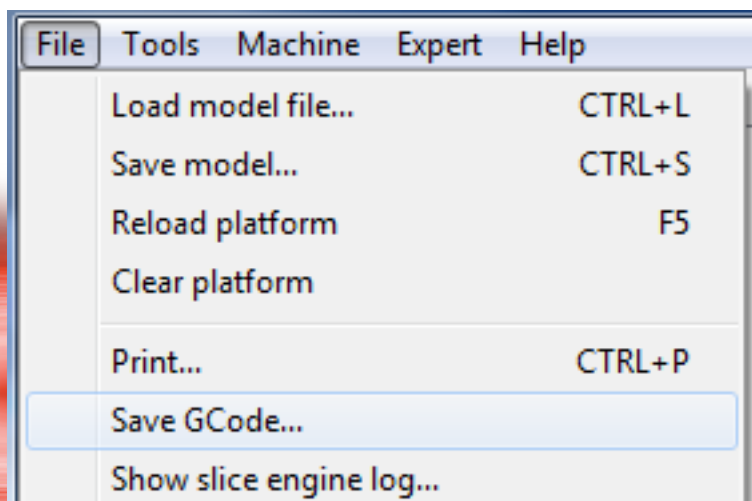 File Tools Machine Expert Help
Load model file... CTRL+L
Save model... CTRL+S
Reload platform F5
Clear platform
Print... CTRL+P
Save GCode...
Show slice engine log...